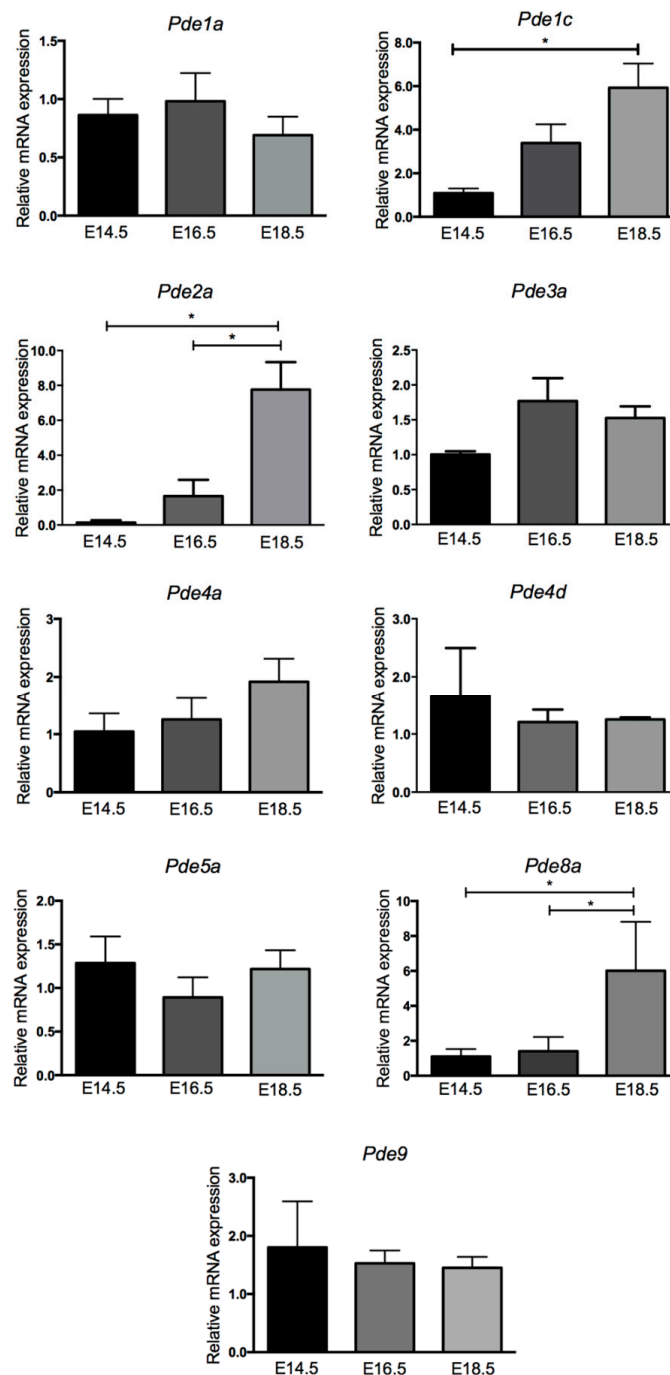 Pde1a
Relative mRNA expression
1.5
1.0
0.5
0.0
E14.5 E16.5 E18.5
Pde1c
Relative mRNA expression
8.0
6.0
4.0
2.0
0.0
*
E14.5 E16.5 E18.5
Pde2a
Relative mRNA expression
10.0
8.0
6.0
4.0
2.0
0.0
*
*
E14.5 E16.5 E18.5
Pde3a
Relative mRNA expression
2.5
2.0
1.5
1.0
0.5
0.0
E14.5 E16.5 E18.5
Pde4a
Relative mRNA expression
3
2
1
0
E14.5 E16.5 E18.5
Pde4d
Relative mRNA expression
3.0
2.0
1.0
0.0
E14.5 E16.5 E18.5
Pde5a
Relative mRNA expression
2.0
1.5
1.0
0.5
0.0
E14.5 E16.5 E18.5
Pde8a
Relative mRNA expression
10
8
6
4
2
0
*
*
E14.5 E16.5 E18.5
Pde9
Relative mRNA expression
3.0
2.0
1.0
0.0
E14.5 E16.5 E18.5